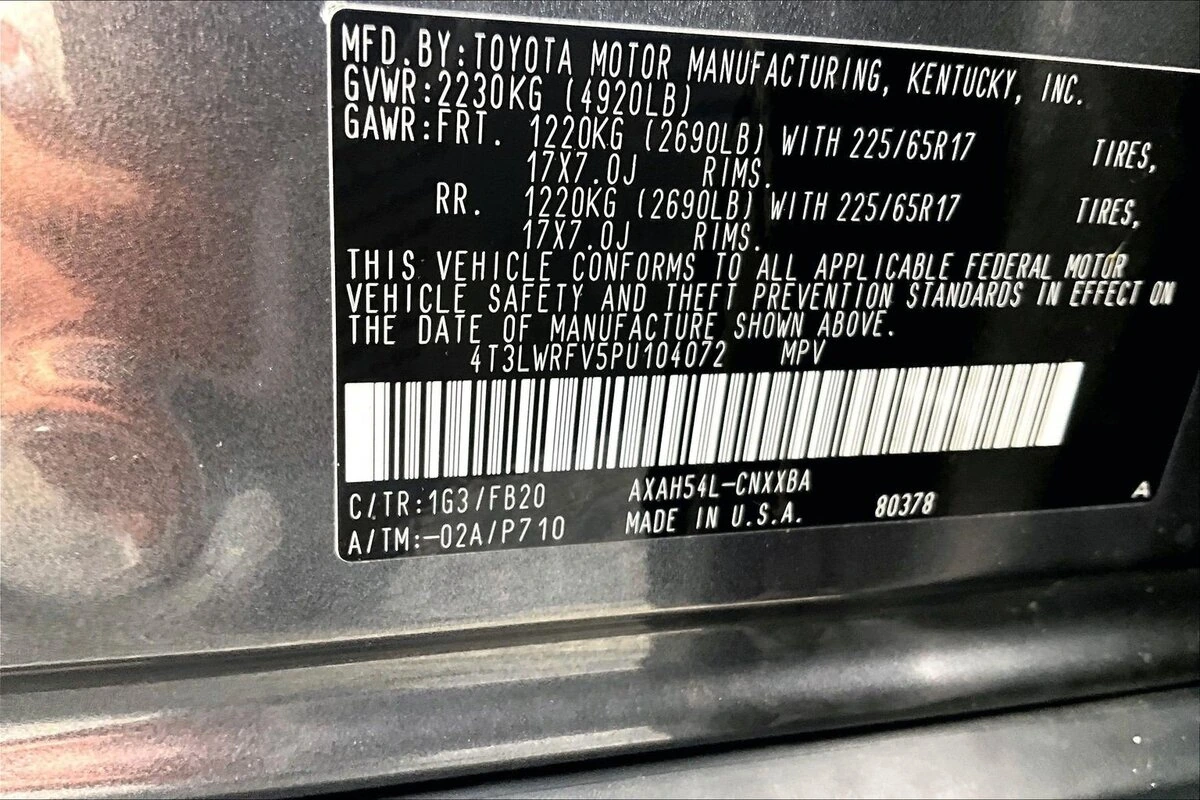 MFD.BY:TOYOTA MOTOR MANUFACTURING, KENTUCKY, INC.
GVWR:2230KG (4920LB)
GAWR:FRT. 1220KG (2690LB) WITH 225/65R17 TIRES,
17X7.0J RIMS.
RR. 1220KG (2690LB) WITH 225/65R17 TIRES,
17X7.0J RIMS.
THIS VEHICLE CONFORMS TO ALL APPLICABLE FEDERAL MOTOR
VEHICLE SAFETY AND THEFT PREVENTION STANDARDS IN EFFECT ON
THE DATE OF MANUFACTURE SHOWN ABOVE.
4T3LWRFV5PU104072 MPV
C/TR:1G3/FB20 AXAH54L-CNXXBA
A/TM:-02A/P710 MADE IN U.S.A. 80378 A